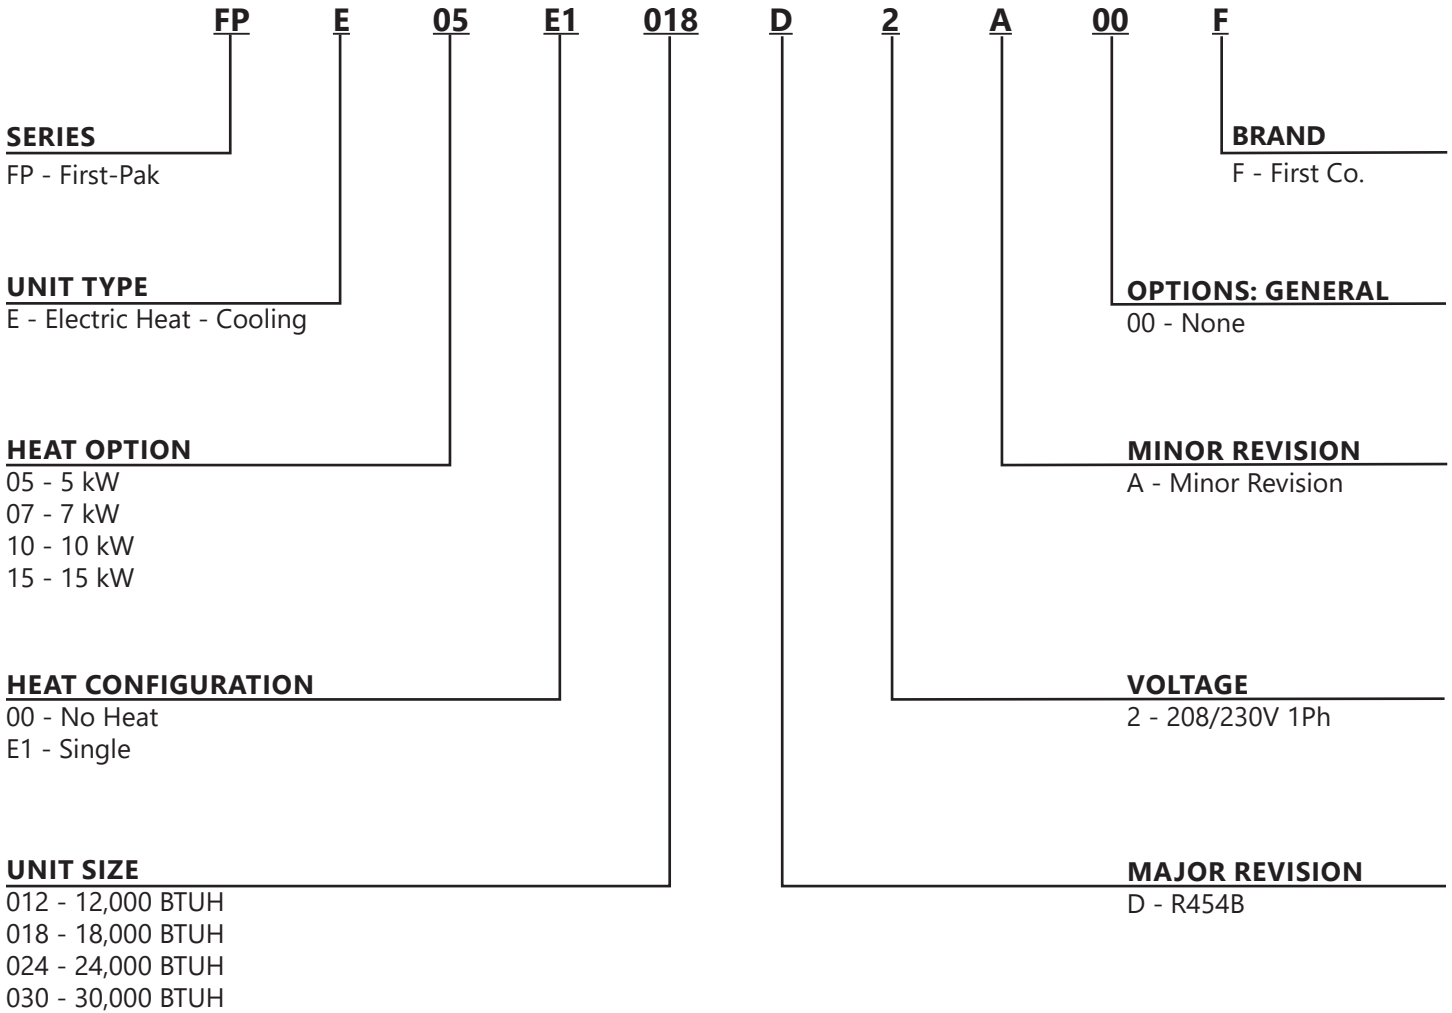 FP E 05 E1 018 D 2 A 00 F
SERIES
FP - First-Pak
UNIT TYPE
E - Electric Heat - Cooling
HEAT OPTION
05 - 5 kW
07 - 7 kW
10 - 10 kW
15 - 15 kW
HEAT CONFIGURATION
00 - No Heat
E1 - Single
UNIT SIZE
012 - 12,000 BTUH
018 - 18,000 BTUH
024 - 24,000 BTUH
030 - 30,000 BTUH
BRAND
F - First Co.
OPTIONS: GENERAL
00 - None
MINOR REVISION
A - Minor Revision
VOLTAGE
2 - 208/230V 1Ph
MAJOR REVISION
D - R454B